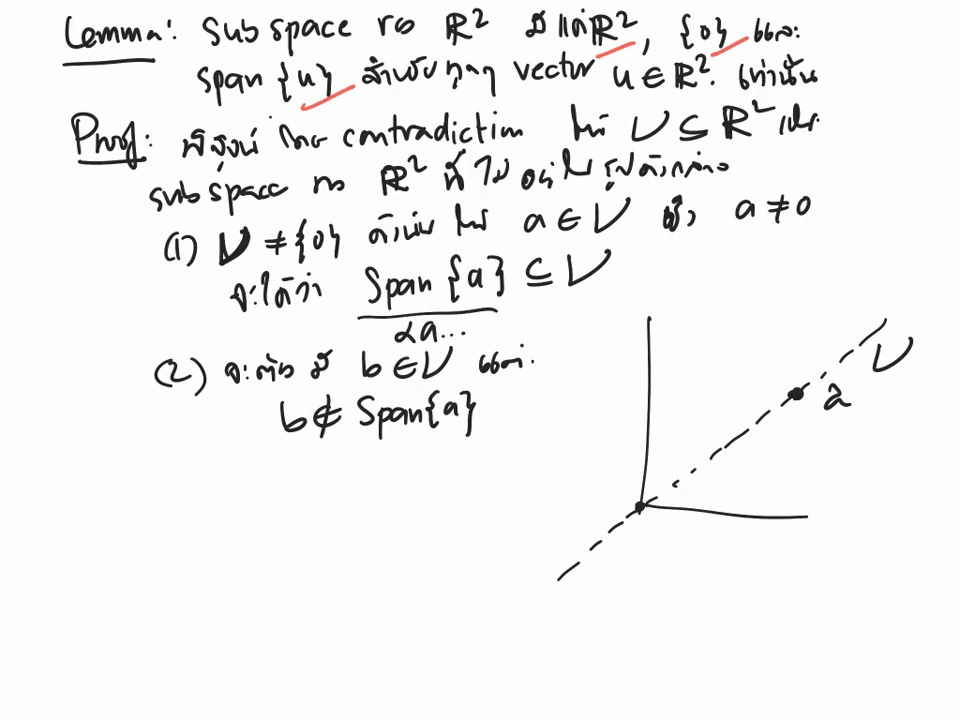 Lemma: subspace ของ ℝ² มีแค่ ℝ², {0} และ
span {u} สำหรับทุกๆ vector u ∈ ℝ². เท่านั้น
Proof: พิสูจน์ โดย contradiction ให้ V ⊆ ℝ² เป็น
subspace ของ ℝ² ที่ ไม่ อยู่ใน รูปดังกล่าว
(1) V ≠ {0} ดังนั้น ให้ a ∈ V ซึ่ง a ≠ 0
จะได้ว่า Span {a} ⊆ V
αa...
(2) จะต้อง มี b ∈ V แต่
b ∉ Span{a}
V
a